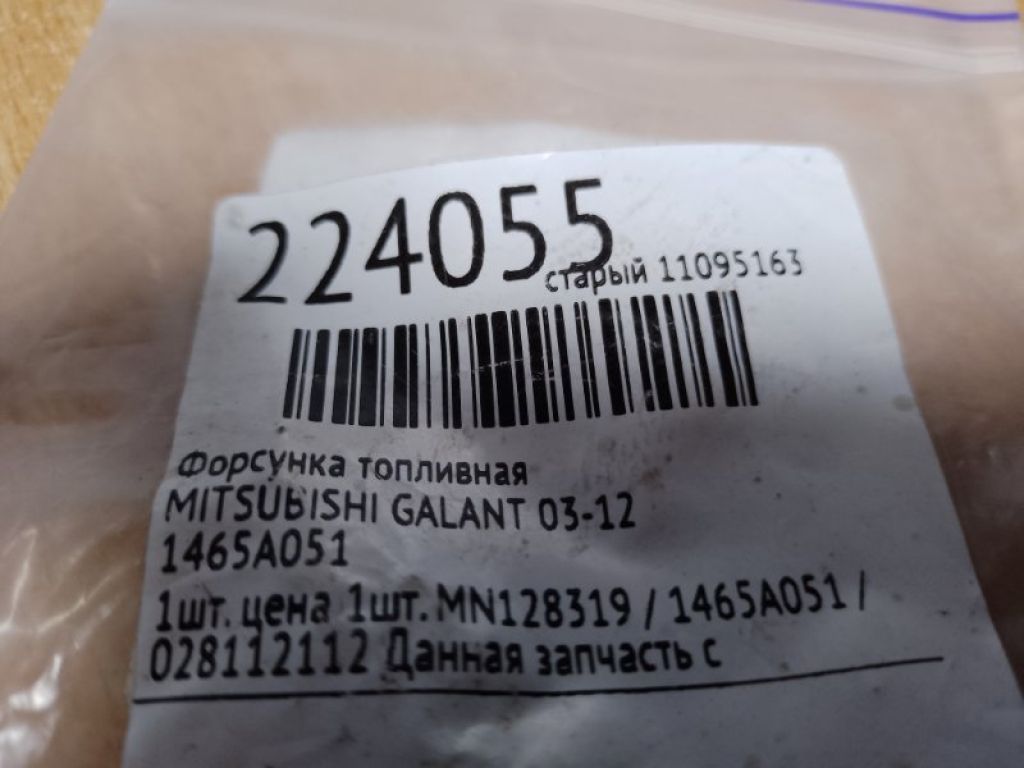 224055
старый 11095163
Форсунка топливная
MITSUBISHI GALANT 03-12
1465A051
1шт. цена 1шт. MN128319 / 1465A051 /
028112112 Данная запчасть с